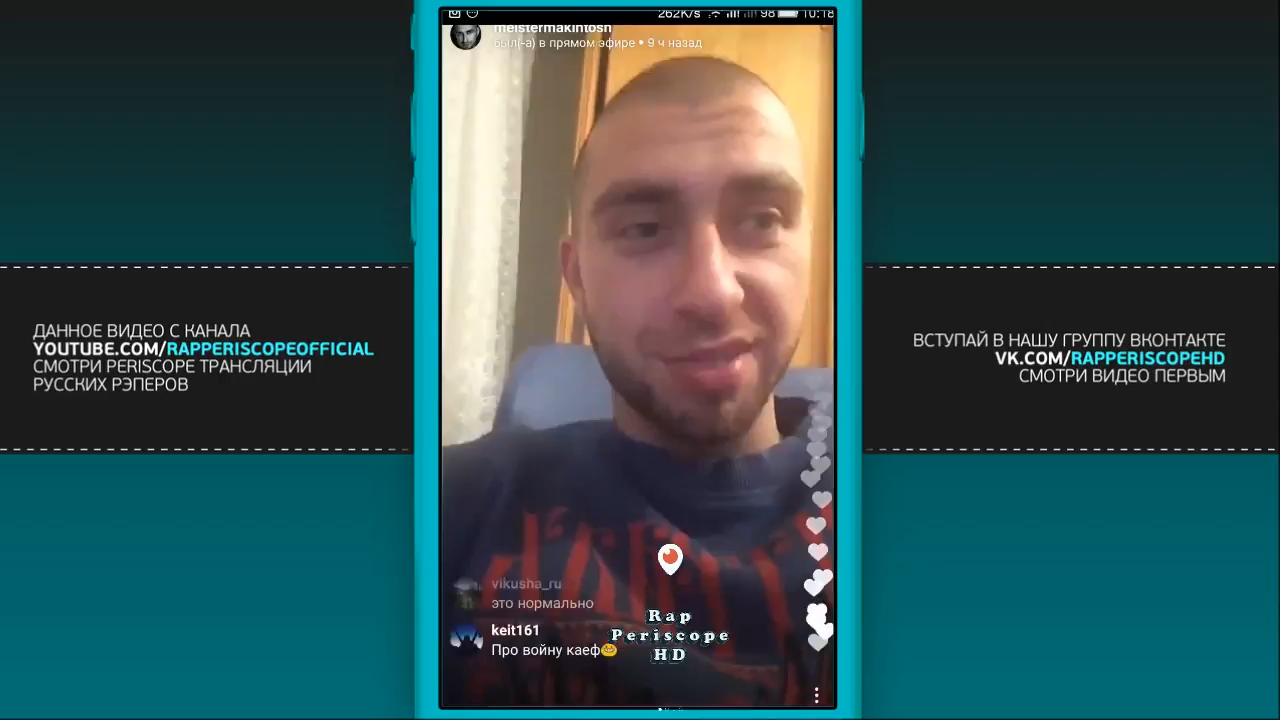 262K/s 98 10:18
meistermakintosh
был(-а) в прямом эфире • 9 ч назад
ДАННОЕ ВИДЕО С КАНАЛА
YOUTUBE.COM/RAPPERISCOPEOFFICIAL
СМОТРИ PERISCOPE ТРАНСЛЯЦИИ
РУССКИХ РЭПЕРОВ
ВСТУПАЙ В НАШУ ГРУППУ ВКОНТАКТЕ
VK.COM/RAPPERISCOPEHD
СМОТРИ ВИДЕО ПЕРВЫМ
vikusha_ru
это нормально
keit161
Про войну каеф
Rap
Periscope
HD